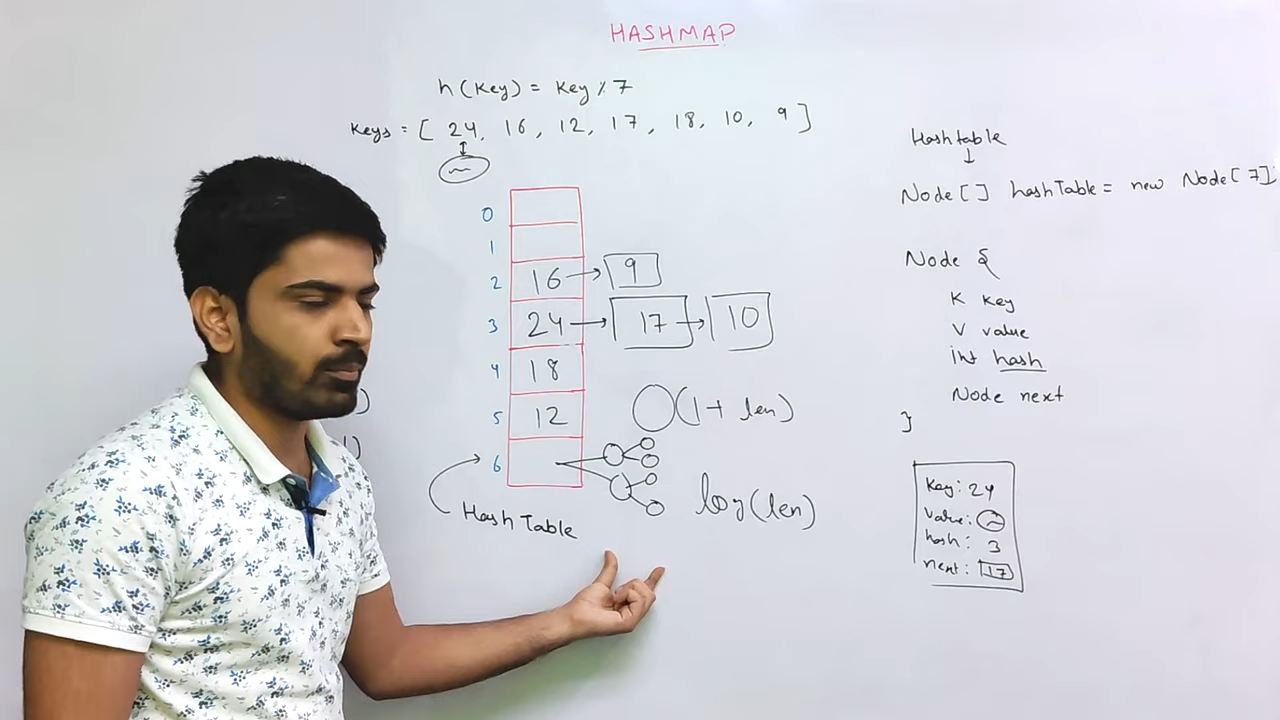 HASHMAP
h(Key) = Key % 7
Keys = [ 24, 16, 12, 17, 18, 10, 9 ]
0
1
2 16 → 9
3 24 → 17 → 10
4 18
5 12
6
Hash Table
O(1 + len)
log(len)
Hashtable
↓
Node[] hashTable = new Node[7];
Node {
K Key
V value
int hash
Node next
}
Key: 24
Value:
hash: 3
next: 17